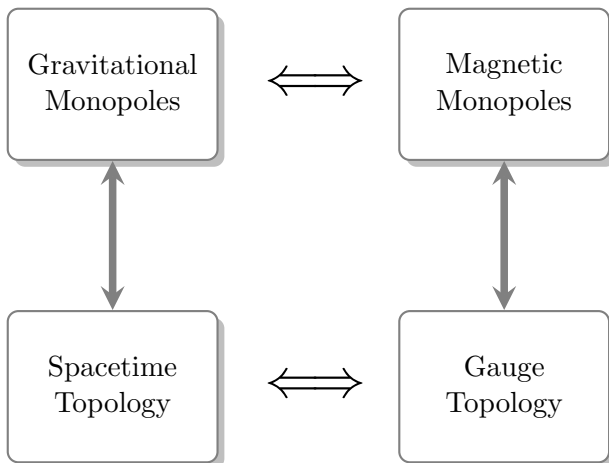 Gravitational
Monopoles
Magnetic
Monopoles
Spacetime
Topology
Gauge
Topology